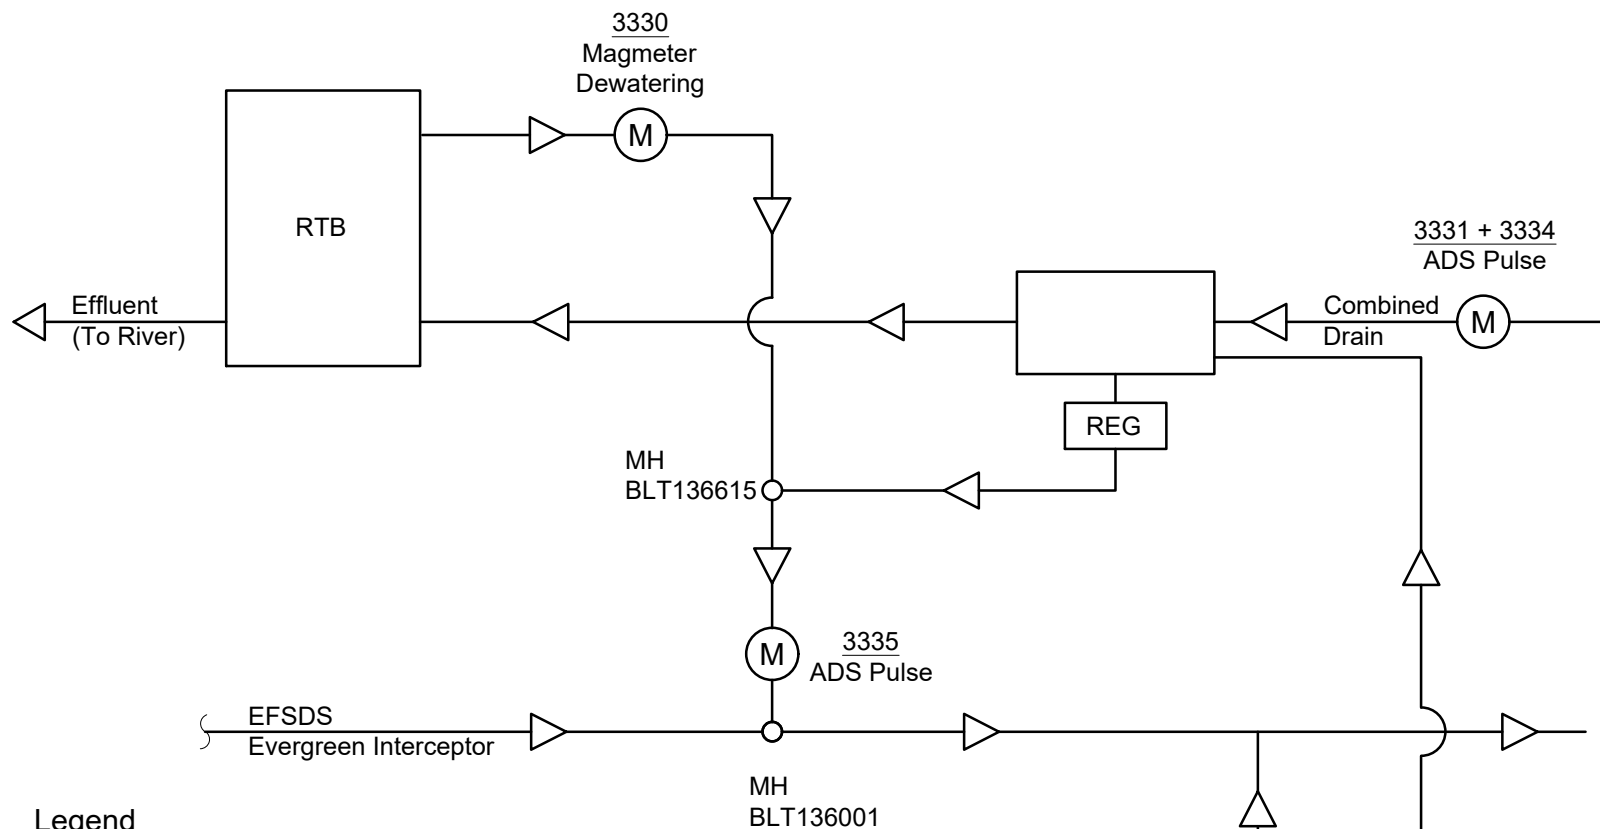 3330
Magmeter
Dewatering
M
RTB
3331 + 3334
ADS Pulse
Effluent
(To River)
Combined
Drain
M
REG
MH
BLT136615
M
3335
ADS Pulse
EFSDS
Evergreen Interceptor
MH
BLT136001
Legend